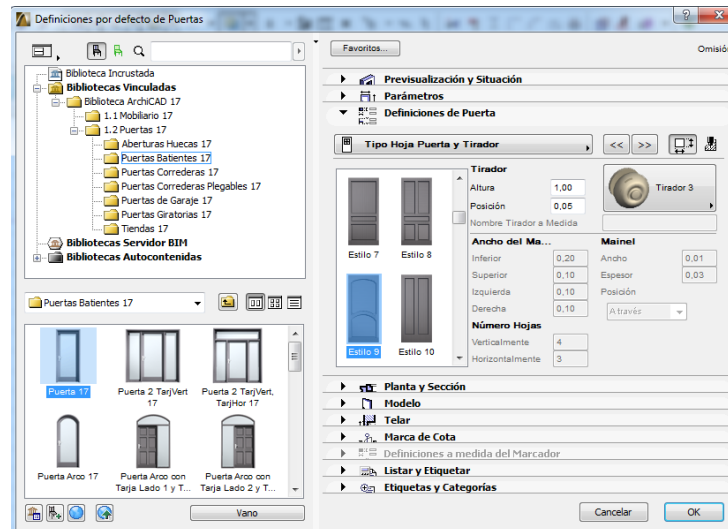 Definiciones por defecto de Puertas
Biblioteca Incrustada
Bibliotecas Vinculadas
Biblioteca ArchiCAD 17
1.1 Mobiliario 17
1.2 Puertas 17
Aberturas Huecas 17
Puertas Batientes 17
Puertas Correderas 17
Puertas Correderas Plegables 17
Puertas de Garaje 17
Puertas Giratorias 17
Tiendas 17
Bibliotecas Servidor BIM
Bibliotecas Autocontenidas
Puertas Batientes 17
Puerta 17
Puerta 2 TarjVert
17
Puerta 2 TarjVert,
TarjHor 17
Puerta Arco 17
Puerta Arco con
Tarja Lado 1 y T...
Puerta Arco con
Tarja Lado 2 y T...
Vano
Favoritos...
Omisión
Previsualización y Situación
Parámetros
Definiciones de Puerta
Tipo Hoja Puerta y Tirador
<< >>
Estilo 7
Estilo 8
Estilo 9
Estilo 10
Tirador
Altura 1,00
Posición 0,05
Tirador 3
Nombre Tirador a Medida
Ancho del Ma...
Inferior 0,20
Superior 0,10
Izquierda 0,10
Derecha 0,10
Número Hojas
Verticalmente 4
Horizontalmente 3
Mainel
Ancho 0,01
Espesor 0,03
Posición
A través
Planta y Sección
Modelo
Telar
Marca de Cota
Definiciones a medida del Marcador
Listar y Etiquetar
Etiquetas y Categorías
Cancelar
OK